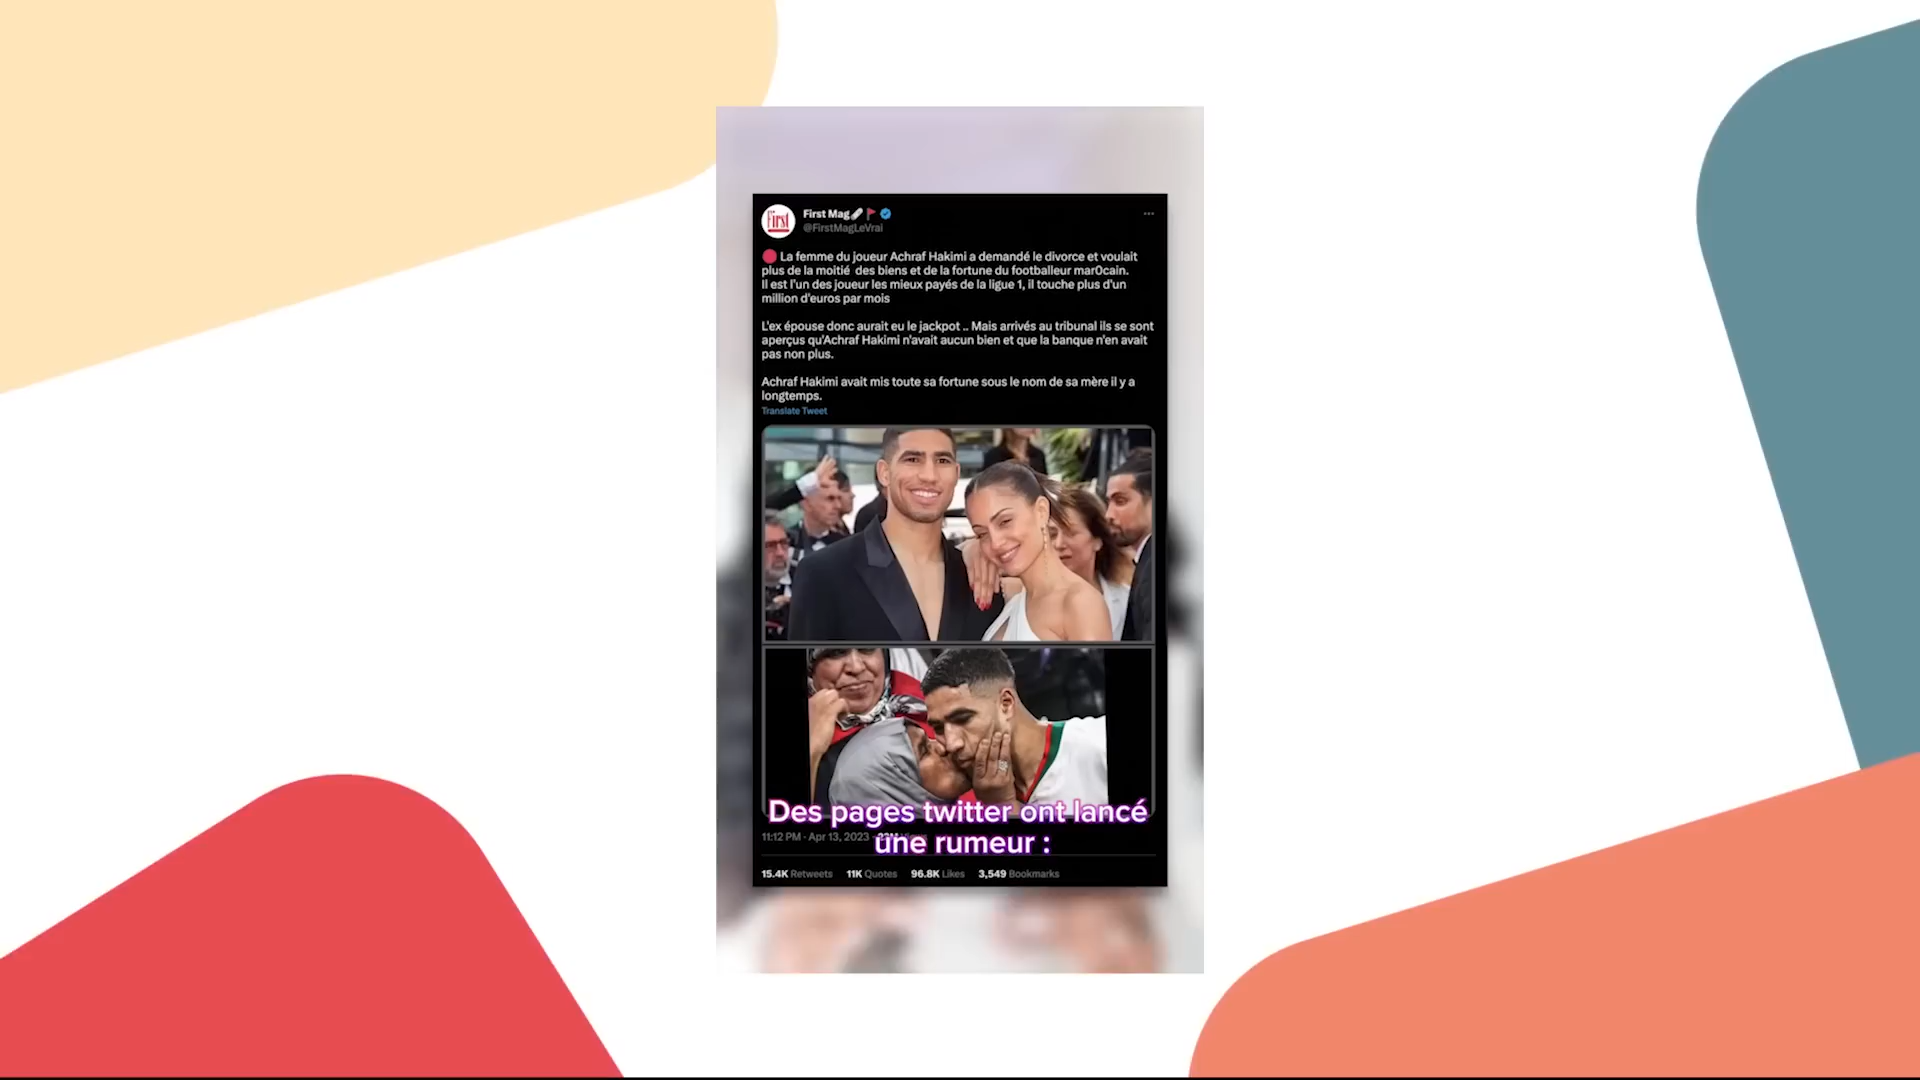 First
First Mag
@FirstMagLeVrai
La femme du joueur Achraf Hakimi a demandé le divorce et voulait
plus de la moitié des biens et de la fortune du footballeur mar0cain.
Il est l'un des joueur les mieux payés de la ligue 1, il touche plus d'un
million d'euros par mois
L'ex épouse donc aurait eu le jackpot .. Mais arrivés au tribunal ils se sont
aperçus qu'Achraf Hakimi n'avait aucun bien et que la banque n'en avait
pas non plus.
Achraf Hakimi avait mis toute sa fortune sous le nom de sa mère il y a
longtemps.
Translate Tweet
Des pages twitter ont lancé
une rumeur :
11:12 PM - Apr 13, 2023
15.4K Retweets 11K Quotes 96.8K Likes 3,549 Bookmarks